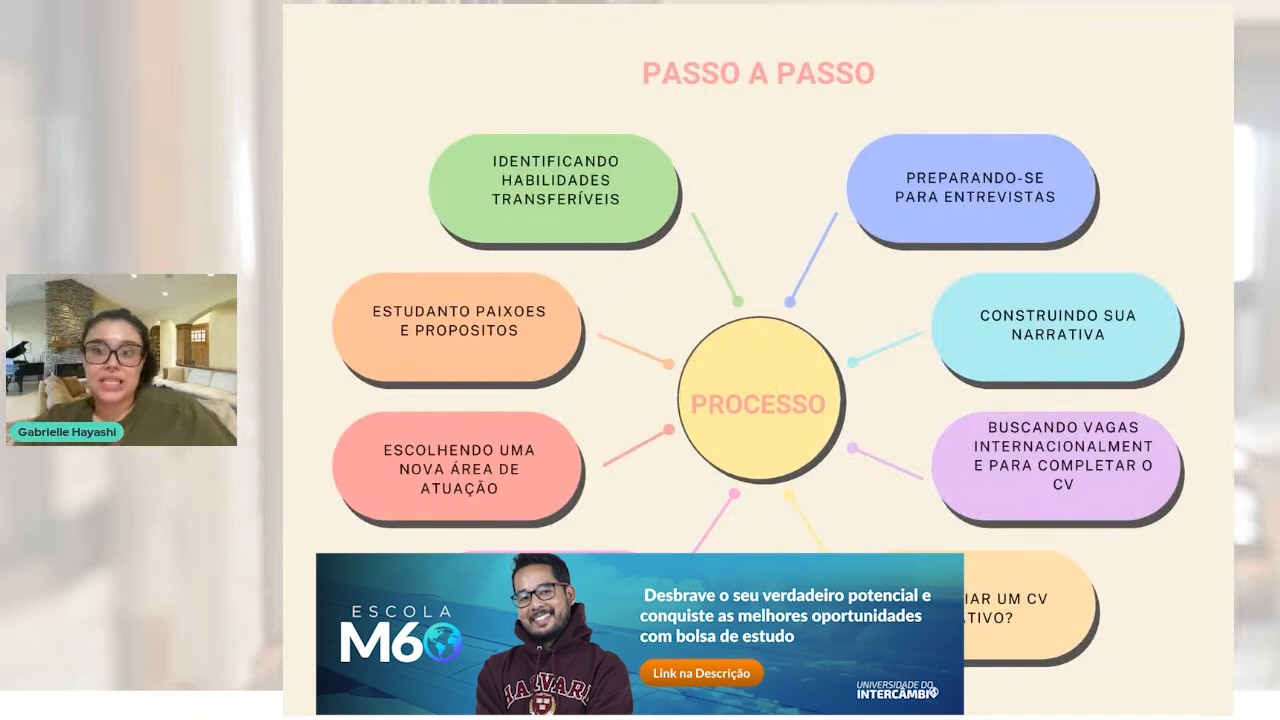 PASSO A PASSO
IDENTIFICANDO
HABILIDADES
TRANSFERÍVEIS
PREPARANDO-SE
PARA ENTREVISTAS
ESTUDANTO PAIXOES
E PROPOSITOS
CONSTRUINDO SUA
NARRATIVA
PROCESSO
ESCOLHENDO UMA
NOVA ÁREA DE
ATUAÇÃO
BUSCANDO VAGAS
INTERNACIONALMENT
E PARA COMPLETAR O
CV
Gabrielle Hayashi
IAR UM CV
ATIVO?
ESCOLA
M60
HARVARD
Desbrave o seu verdadeiro potencial e
conquiste as melhores oportunidades
com bolsa de estudo
Link na Descrição
UNIVERSIDADE DO
INTERCÂMBIO